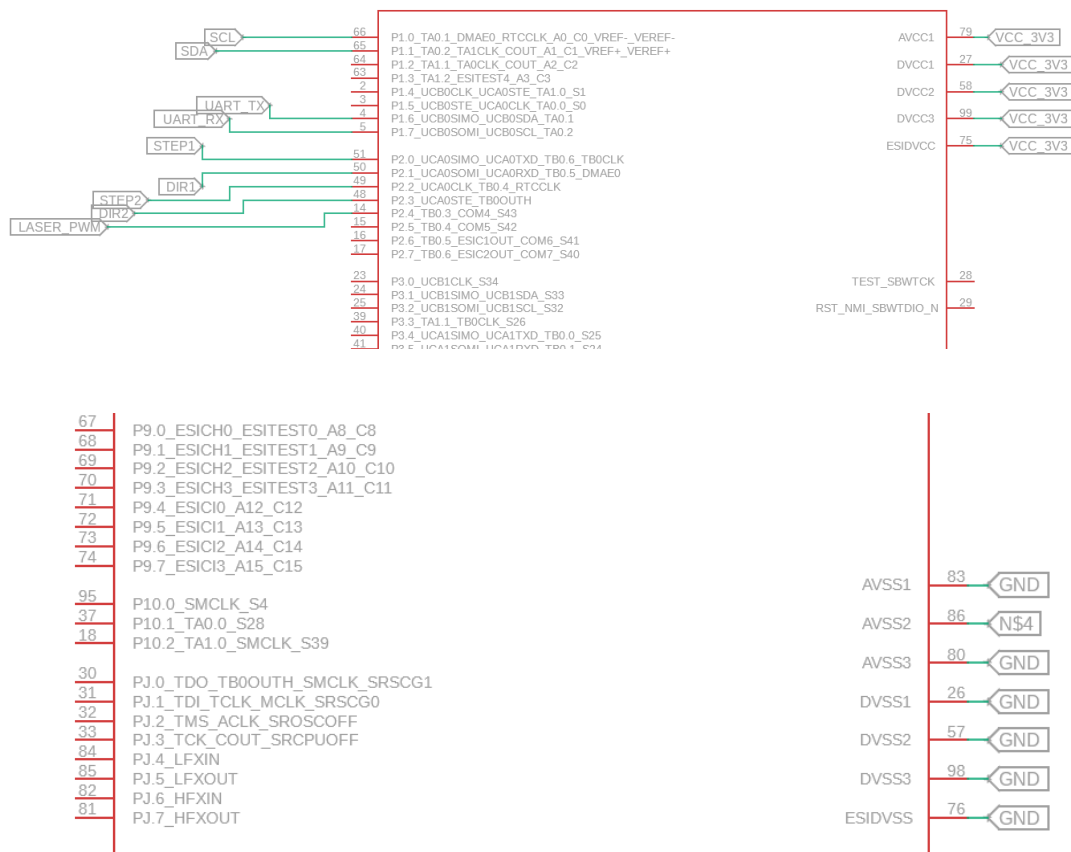 SCL 66 P1.0_TA0.1_DMAE0_RTCCLK_A0_C0_VREF-_VEREF- AVCC1 79 VCC_3V3
SDA 65 P1.1_TA0.2_TA1CLK_COUT_A1_C1_VREF+_VEREF+
64 P1.2_TA1.1_TA0CLK_COUT_A2_C2 DVCC1 27 VCC_3V3
63 P1.3_TA1.2_ESITEST4_A3_C3
2 P1.4_UCB0CLK_UCA0STE_TA1.0_S1 DVCC2 58 VCC_3V3
UART_TX 3 P1.5_UCB0STE_UCA0CLK_TA0.0_S0
UART_RX 4 P1.6_UCB0SIMO_UCB0SDA_TA0.1 DVCC3 99 VCC_3V3
5 P1.7_UCB0SOMI_UCB0SCL_TA0.2
STEP1 ESIDVCC 75 VCC_3V3
51 P2.0_UCA0SIMO_UCA0TXD_TB0.6_TB0CLK
50 P2.1_UCA0SOMI_UCA0RXD_TB0.5_DMAE0
DIR1 49 P2.2_UCA0CLK_TB0.4_RTCCLK
STEP2 48 P2.3_UCA0STE_TB0OUTH
DIR2 14 P2.4_TB0.3_COM4_S43
LASER_PWM 15 P2.5_TB0.4_COM5_S42
16 P2.6_TB0.5_ESIC1OUT_COM6_S41
17 P2.7_TB0.6_ESIC2OUT_COM7_S40
23 P3.0_UCB1CLK_S34 TEST_SBWTCK 28
24 P3.1_UCB1SIMO_UCB1SDA_S33
25 P3.2_UCB1SOMI_UCB1SCL_S32 RST_NMI_SBWTDIO_N 29
39 P3.3_TA1.1_TB0CLK_S26
40 P3.4_UCA1SIMO_UCA1TXD_TB0.0_S25
41 P3.5_UCA1SOMI_UCA1RXD_TB0.1_S24
67 P9.0_ESICH0_ESITEST0_A8_C8
68 P9.1_ESICH1_ESITEST1_A9_C9
69 P9.2_ESICH2_ESITEST2_A10_C10
70 P9.3_ESICH3_ESITEST3_A11_C11
71 P9.4_ESICI0_A12_C12
72 P9.5_ESICI1_A13_C13
73 P9.6_ESICI2_A14_C14
74 P9.7_ESICI3_A15_C15
AVSS1 83 GND
95 P10.0_SMCLK_S4
37 P10.1_TA0.0_S28 AVSS2 86 N$4
18 P10.2_TA1.0_SMCLK_S39
AVSS3 80 GND
30 PJ.0_TDO_TB0OUTH_SMCLK_SRSCG1
31 PJ.1_TDI_TCLK_MCLK_SRSCG0 DVSS1 26 GND
32 PJ.2_TMS_ACLK_SROSCOFF
33 PJ.3_TCK_COUT_SRCPUOFF DVSS2 57 GND
84 PJ.4_LFXIN
85 PJ.5_LFXOUT DVSS3 98 GND
82 PJ.6_HFXIN
81 PJ.7_HFXOUT ESIDVSS 76 GND